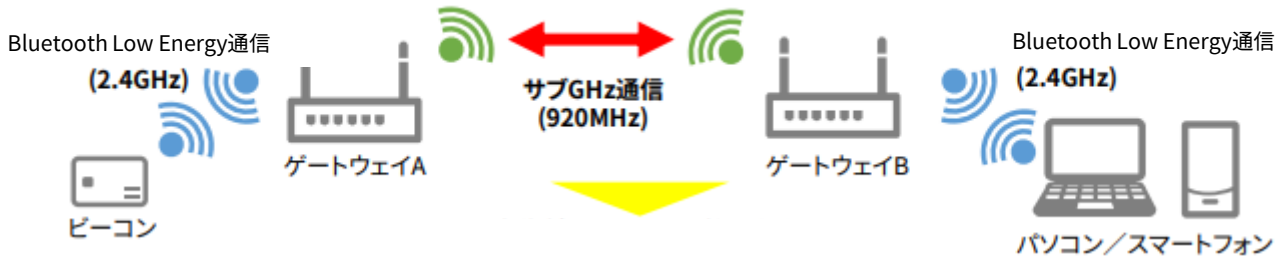 Bluetooth Low Energy通信
(2.4GHz)
ビーコン
ゲートウェイA
サブGHz通信
(920MHz)
ゲートウェイB
Bluetooth Low Energy通信
(2.4GHz)
パソコン／スマートフォン